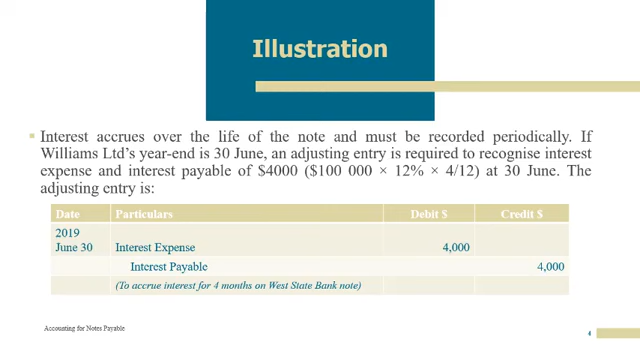 Illustration
▪ Interest accrues over the life of the note and must be recorded periodically. If
Williams Ltd’s year-end is 30 June, an adjusting entry is required to recognise interest
expense and interest payable of $4000 ($100 000 × 12% × 4/12) at 30 June. The
adjusting entry is:
Date Particulars Debit $ Credit $
2019
June 30 Interest Expense 4,000
Interest Payable 4,000
(To accrue interest for 4 months on West State Bank note)
Accounting for Notes Payable
4